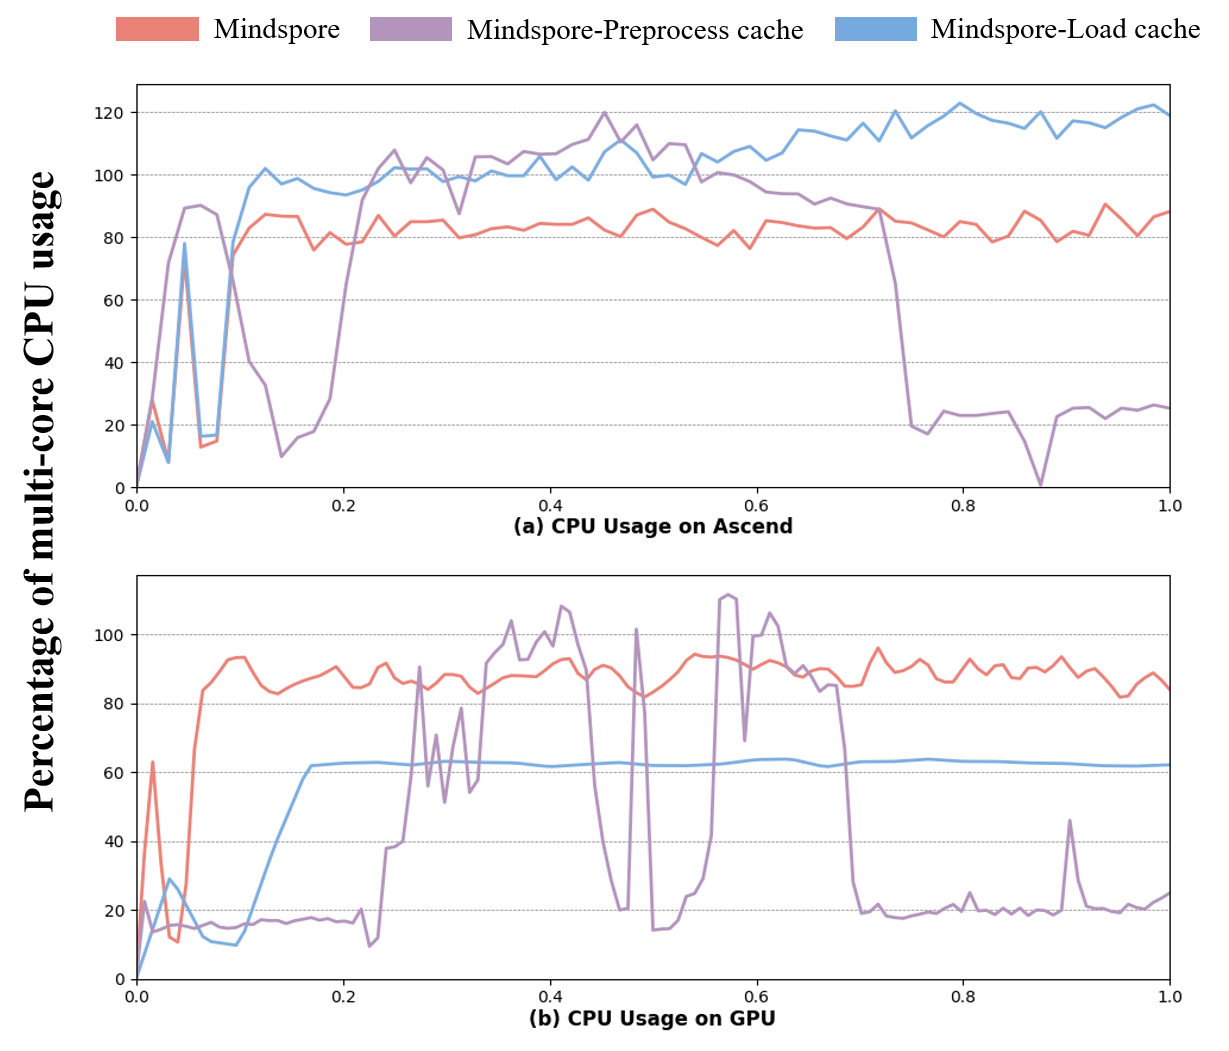 Mindspore Mindspore-Preprocess cache Mindspore-Load cache
Percentage of multi-core CPU usage
120
100
80
60
40
20
0
0.0 0.2 0.4 0.6 0.8 1.0
(a) CPU Usage on Ascend
100
80
60
40
20
0
0.0 0.2 0.4 0.6 0.8 1.0
(b) CPU Usage on GPU